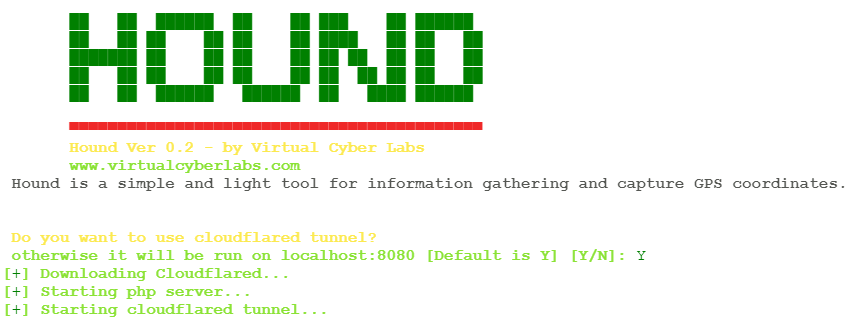 HOUND
Hound Ver 0.2 - by Virtual Cyber Labs
www.virtualcyberlabs.com
Hound is a simple and light tool for information gathering and capture GPS coordinates.
Do you want to use cloudflared tunnel?
otherwise it will be run on localhost:8080 [Default is Y] [Y/N]: Y
[+] Downloading Cloudflared...
[+] Starting php server...
[+] Starting cloudflared tunnel...